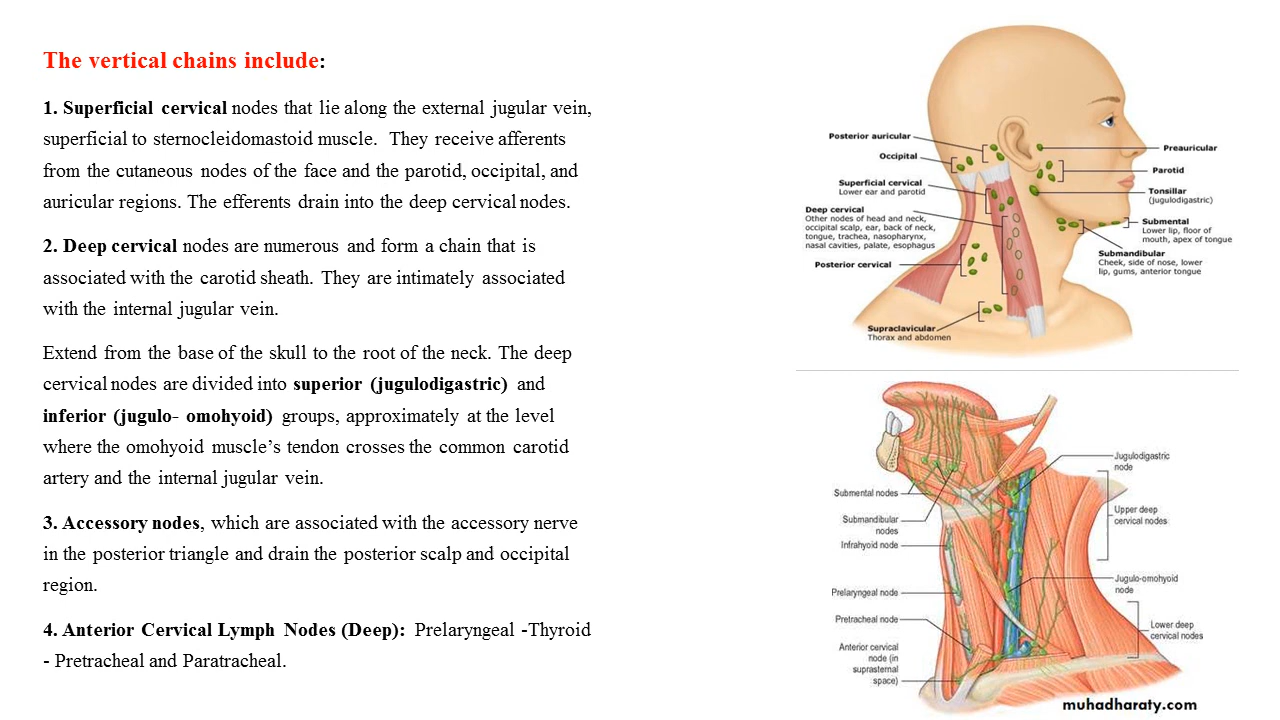 The vertical chains include:
1. Superficial cervical nodes that lie along the external jugular vein,
superficial to sternocleidomastoid muscle. They receive afferents
from the cutaneous nodes of the face and the parotid, occipital, and
auricular regions. The efferents drain into the deep cervical nodes.
2. Deep cervical nodes are numerous and form a chain that is
associated with the carotid sheath. They are intimately associated
with the internal jugular vein.
Extend from the base of the skull to the root of the neck. The deep
cervical nodes are divided into superior (jugulodigastric) and
inferior (jugulo- omohyoid) groups, approximately at the level
where the omohyoid muscle’s tendon crosses the common carotid
artery and the internal jugular vein.
3. Accessory nodes, which are associated with the accessory nerve
in the posterior triangle and drain the posterior scalp and occipital
region.
4. Anterior Cervical Lymph Nodes (Deep): Prelaryngeal -Thyroid
- Pretracheal and Paratracheal.
Posterior auricular
Occipital
Superficial cervical
Lower ear and parotid
Deep cervical
Other nodes of head and neck,
occipital scalp, ear, back of neck,
tongue, trachea, nasopharynx,
nasal cavities, palate, esophagus
Posterior cervical
Supraclavicular
Thorax and abdomen
Preauricular
Parotid
Tonsillar
(jugulodigastric)
Submental
Lower lip, floor of
mouth, apex of tongue
Submandibular
Cheek, side of nose, lower
lip, gums, anterior tongue
Submental nodes
Submandibular
nodes
Infrahyoid node
Prelaryngeal node
Pretracheal node
Anterior cervical
node (in
suprasternal
space)
Jugulodigastric
node
Upper deep
cervical nodes
Jugulo-omohyoid
node
Lower deep
cervical nodes
muhadharaty.com